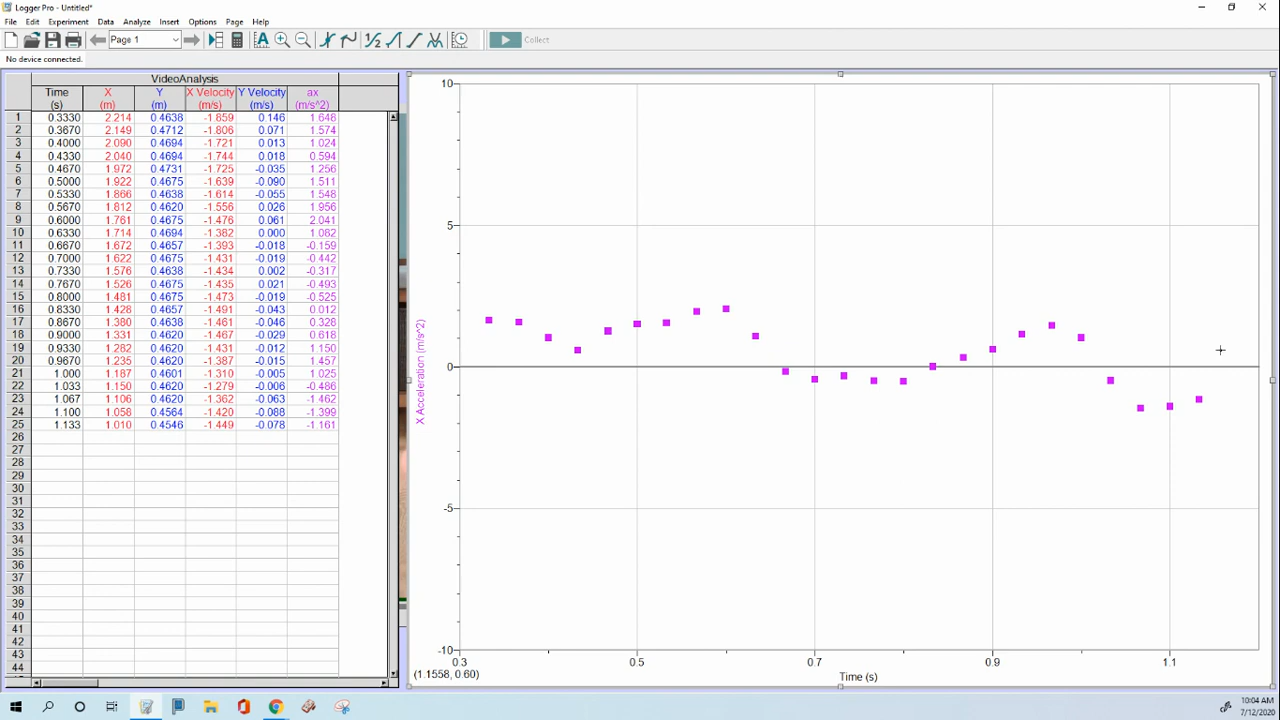 Logger Pro - Untitled*
File Edit Experiment Data Analyze Insert Options Page Help
Page 1
Collect
No device connected.
VideoAnalysis
Time X Y X Velocity Y Velocity ax
(s) (m) (m) (m/s) (m/s) (m/s^2)
1 0.3330 2.214 0.4638 -1.859 0.146 1.648
2 0.3670 2.149 0.4712 -1.806 0.071 1.574
3 0.4000 2.090 0.4694 -1.721 0.013 1.024
4 0.4330 2.040 0.4694 -1.744 0.018 0.594
5 0.4670 1.972 0.4731 -1.725 -0.035 1.256
6 0.5000 1.922 0.4675 -1.639 -0.090 1.511
7 0.5330 1.866 0.4638 -1.614 -0.055 1.548
8 0.5670 1.812 0.4620 -1.556 0.026 1.956
9 0.6000 1.761 0.4675 -1.476 0.061 2.041
10 0.6330 1.714 0.4694 -1.382 0.000 1.082
11 0.6670 1.672 0.4657 -1.393 -0.018 -0.159
12 0.7000 1.622 0.4675 -1.431 -0.019 -0.442
13 0.7330 1.576 0.4638 -1.434 0.002 -0.317
14 0.7670 1.526 0.4675 -1.435 0.021 -0.493
15 0.8000 1.481 0.4675 -1.473 -0.019 -0.525
16 0.8330 1.428 0.4657 -1.491 -0.043 0.012
17 0.8670 1.380 0.4638 -1.461 -0.046 0.328
18 0.9000 1.331 0.4620 -1.467 -0.029 0.618
19 0.9330 1.282 0.4620 -1.431 -0.012 1.150
20 0.9670 1.235 0.4620 -1.387 -0.015 1.457
21 1.000 1.187 0.4601 -1.310 -0.005 1.025
22 1.033 1.150 0.4620 -1.279 -0.006 -0.486
23 1.067 1.106 0.4620 -1.362 -0.063 -1.462
24 1.100 1.058 0.4564 -1.420 -0.088 -1.399
25 1.133 1.010 0.4546 -1.449 -0.078 -1.161
26
27
28
29
30
31
32
33
34
35
36
37
38
39
40
41
42
43
44
10
5
0
-5
-10
X Acceleration (m/s^2)
0.3 0.5 0.7 0.9 1.1
(1.1558, 0.60)
Time (s)
10:04 AM
7/12/2020